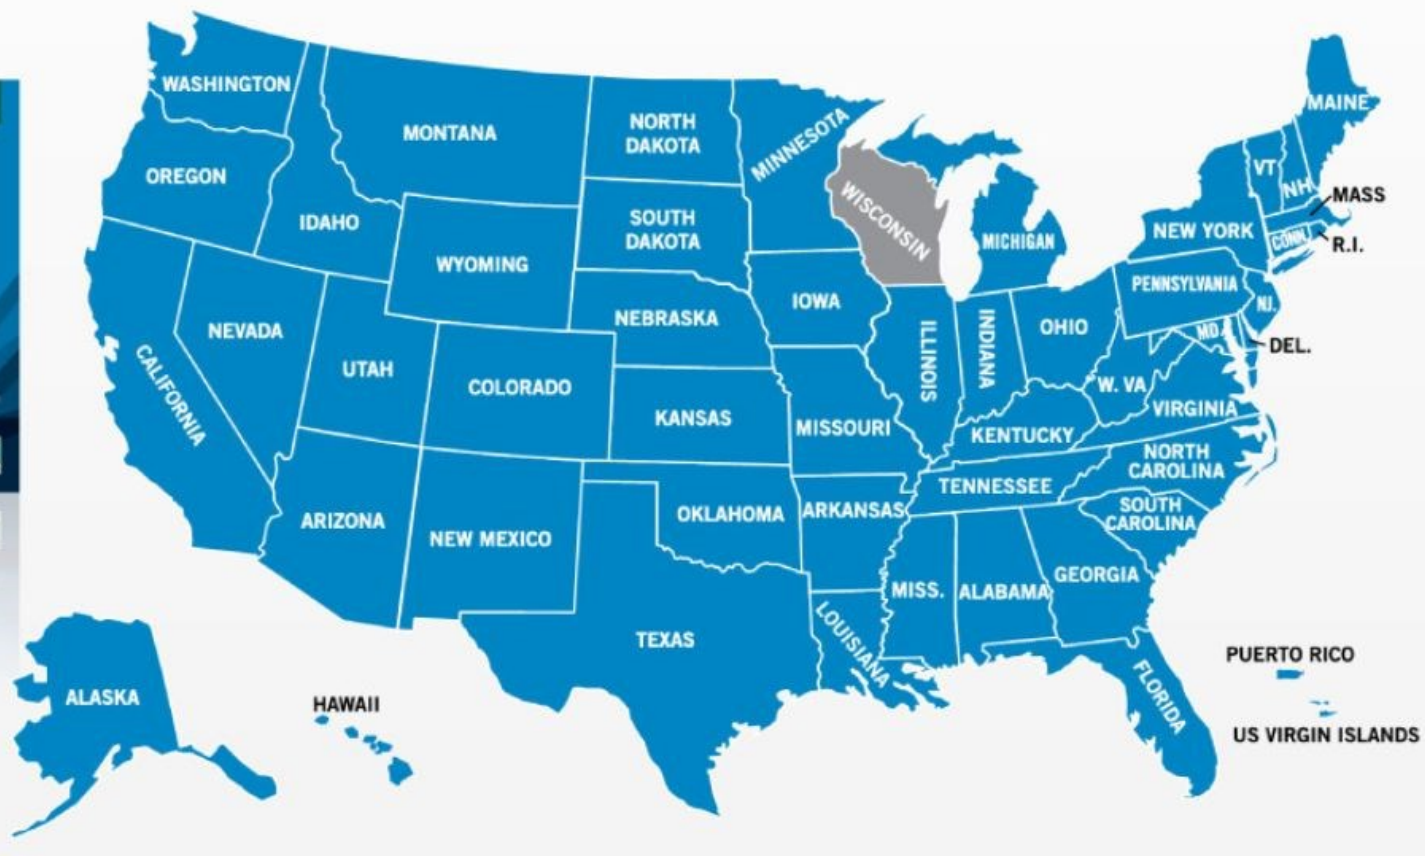 WASHINGTON
MONTANA
NORTH
DAKOTA
MINNESOTA
MAINE
OREGON
IDAHO
WYOMING
SOUTH
DAKOTA
WISCONSIN
MICHIGAN
NEW YORK
VT
NH
MASS
CONN.
R.I.
NEVADA
UTAH
COLORADO
NEBRASKA
IOWA
ILLINOIS
INDIANA
OHIO
PENNSYLVANIA
NJ.
MD.
DEL.
CALIFORNIA
KANSAS
MISSOURI
KENTUCKY
W. VA
VIRGINIA
ARIZONA
NEW MEXICO
OKLAHOMA
ARKANSAS
TENNESSEE
NORTH
CAROLINA
SOUTH
CAROLINA
TEXAS
LOUISIANA
MISS.
ALABAMA
GEORGIA
FLORIDA
ALASKA
HAWAII
PUERTO RICO
US VIRGIN ISLANDS